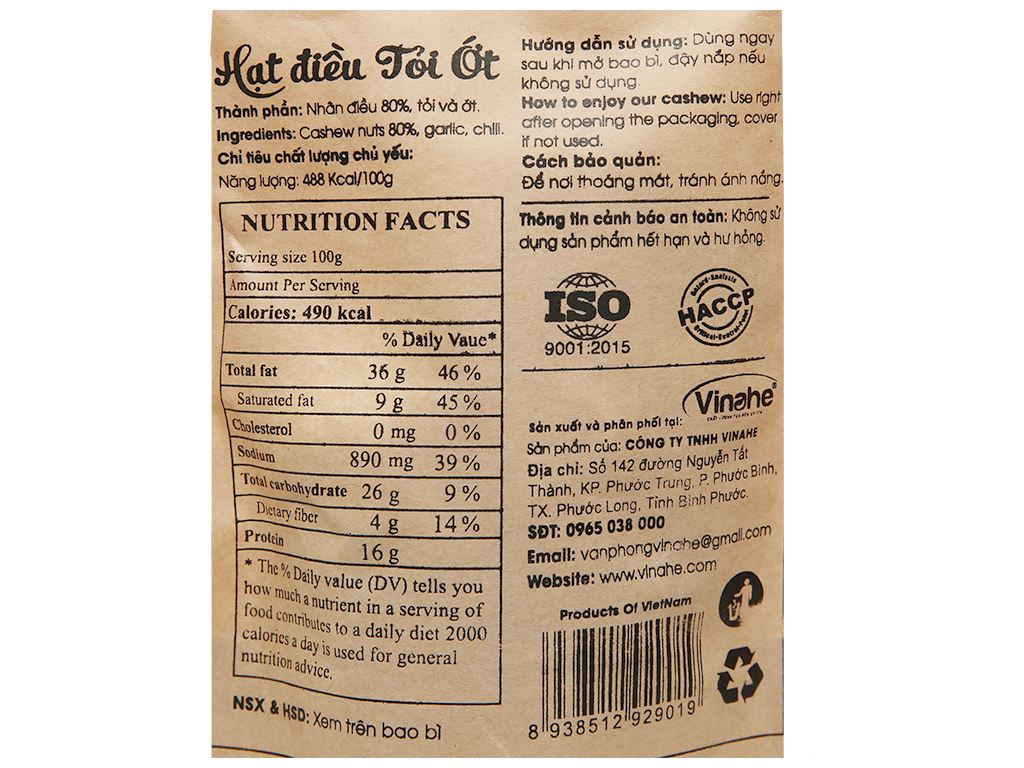 Hạt điều Tỏi Ớt
Thành phần: Nhân điều 80%, tỏi và ớt.
Ingredients: Cashew nuts 80%, garlic, chili.
Chỉ tiêu chất lượng chủ yếu:
Năng lượng: 488 Kcal/100g
NUTRITION FACTS
Serving size 100g
Amount Per Serving
Calories: 490 kcal
% Daily Vaue*
Total fat 36 g 46 %
Saturated fat 9 g 45 %
Cholesterol 0 mg 0 %
Sodium 890 mg 39 %
Total carbohydrate 26 g 9 %
Dietary fiber 4 g 14 %
Protein 16 g
* The % Daily value (DV) tells you
how much a nutrient in a serving of
food contributes to a daily diet 2000
calories a day is used for general
nutrition advice.
NSX & HSD: Xem trên bao bì
Hướng dẫn sử dụng: Dùng ngay
sau khi mở bao bì, đậy nắp nếu
không sử dụng.
How to enjoy our cashew: Use right
after opening the packaging, cover
if not used.
Cách bảo quản:
Để nơi thoáng mát, tránh ánh nắng.
Thông tin cảnh báo an toàn: Không sử
dụng sản phẩm hết hạn và hư hỏng.
ISO
9001:2015
Hazard-Analysis
HACCP
Critical-Control-Point
Vinahe®
Sản xuất và phân phối tại:
Sản phẩm của: CÔNG TY TNHH VINAHE
Địa chỉ: Số 142 đường Nguyễn Tất
Thành, KP. Phước Trung, P. Phước Bình,
TX. Phước Long, Tỉnh Bình Phước.
SĐT: 0965 038 000
Email: vanphongvinahe@gmail.com
Website: www.vinahe.com
Products Of VietNam
8 938512 929019